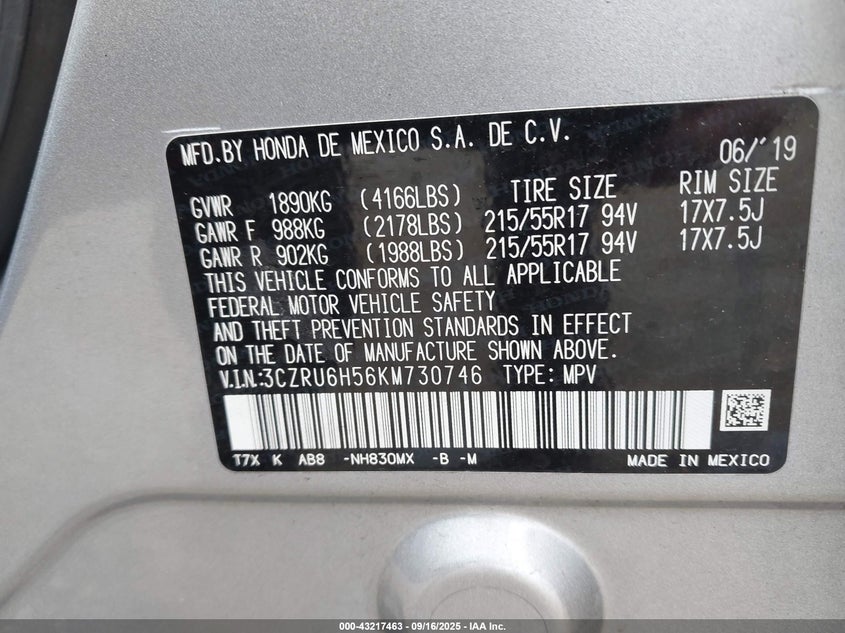 MFD.BY HONDA DE MEXICO S.A. DE C.V. 06/'19
GVWR 1890KG (4166LBS) TIRE SIZE RIM SIZE
GAWR F 988KG (2178LBS) 215/55R17 94V 17X7.5J
GAWR R 902KG (1988LBS) 215/55R17 94V 17X7.5J
THIS VEHICLE CONFORMS TO ALL APPLICABLE
FEDERAL MOTOR VEHICLE SAFETY
AND THEFT PREVENTION STANDARDS IN EFFECT
ON THE DATE OF MANUFACTURE SHOWN ABOVE.
V.I.N.:3CZRU6H56KM730746 TYPE: MPV
T7X K AB8 -NH830MX -B -M MADE IN MEXICO
000-43217463 - 09/16/2025 - IAA Inc.